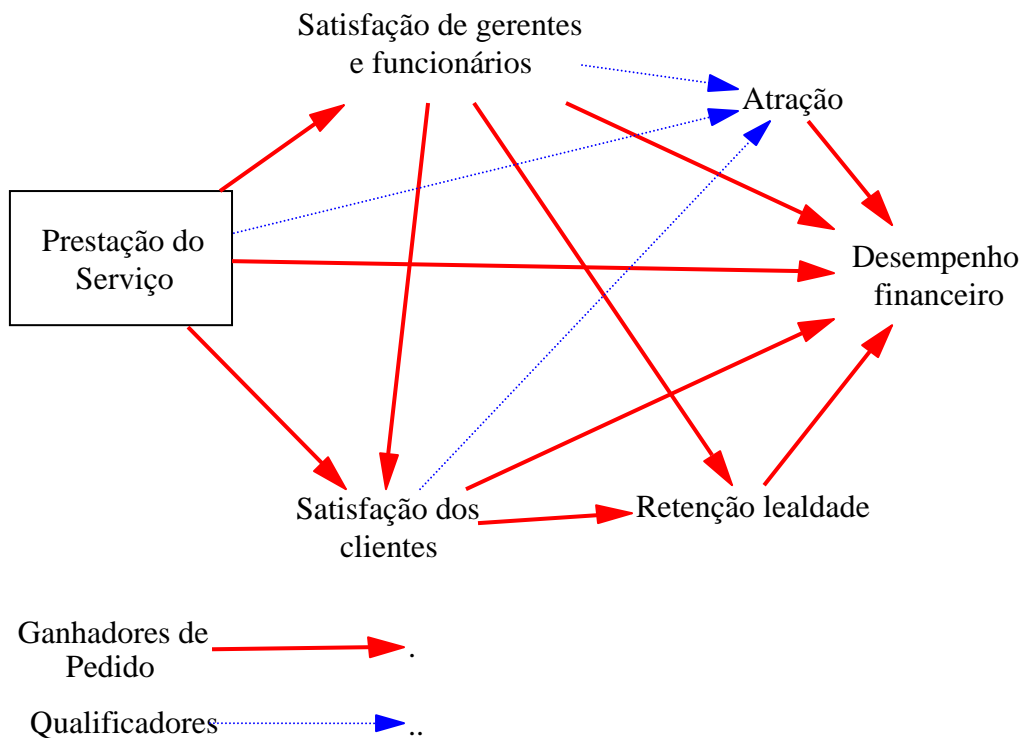 Satisfação de gerentes
e funcionários
Atração
Prestação do
Serviço
Desempenho
financeiro
Satisfação dos
clientes
Retenção lealdade
Ganhadores de
Pedido
.
Qualificadores
..